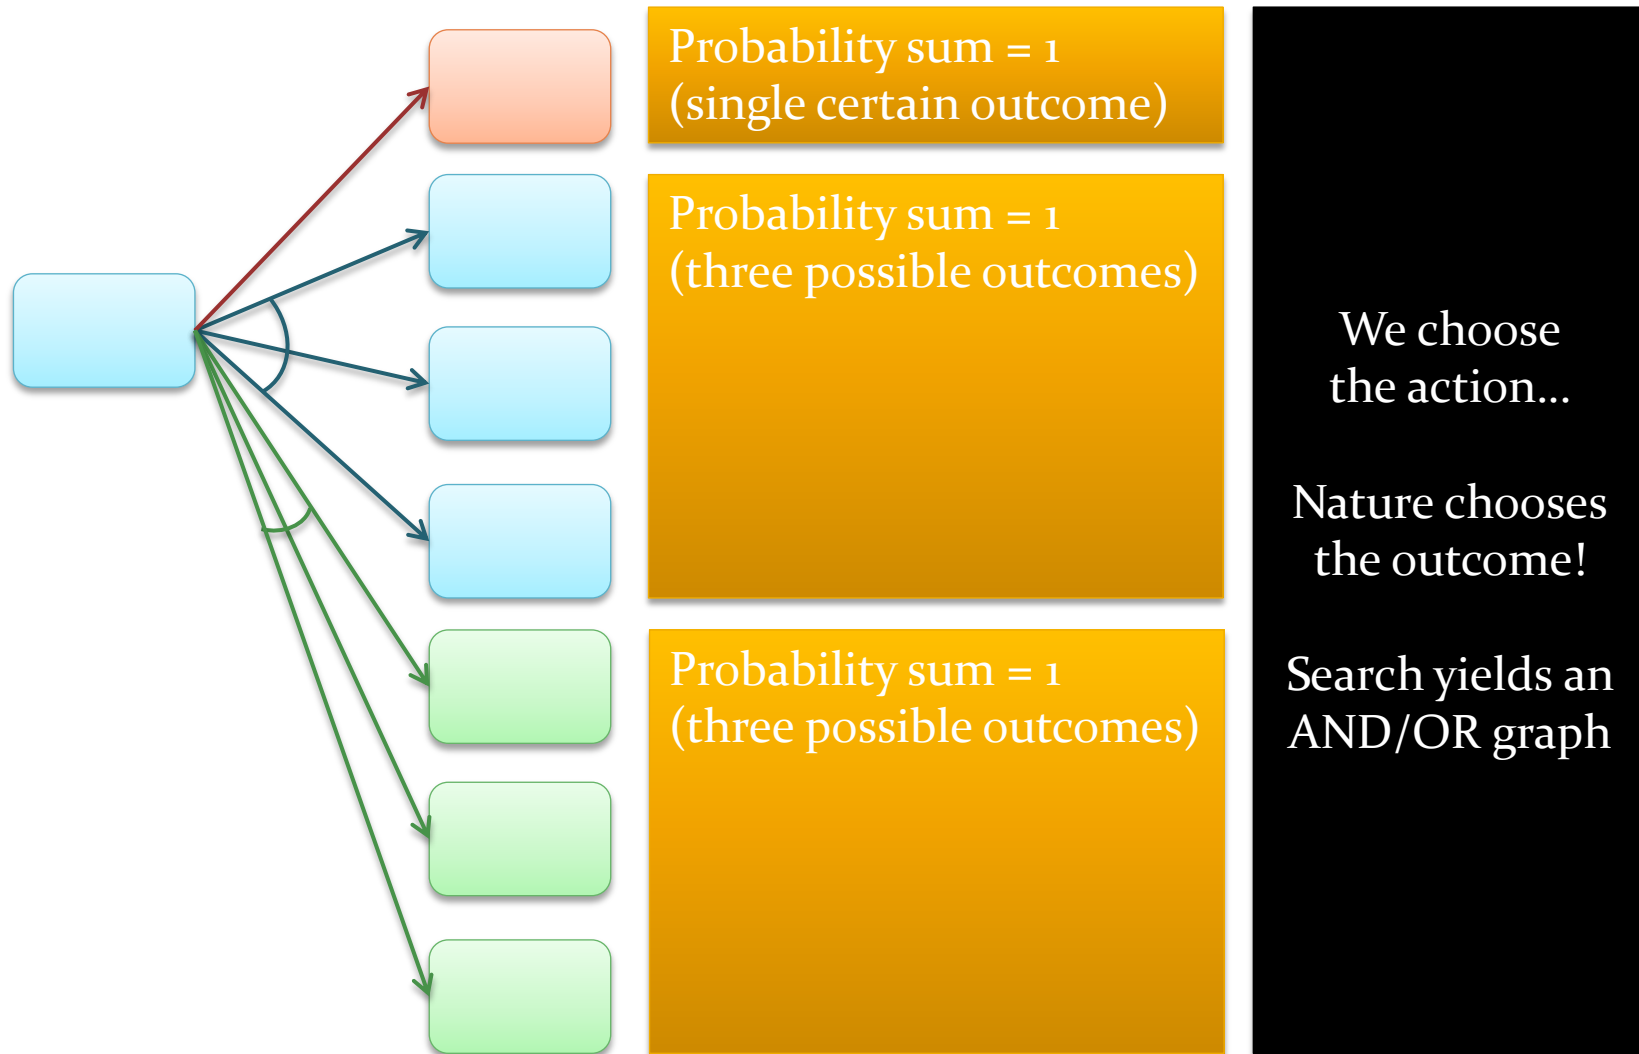 Probability sum = 1
(single certain outcome)
Probability sum = 1
(three possible outcomes)
Probability sum = 1
(three possible outcomes)
We choose
the action...
Nature chooses
the outcome!
Search yields an
AND/OR graph